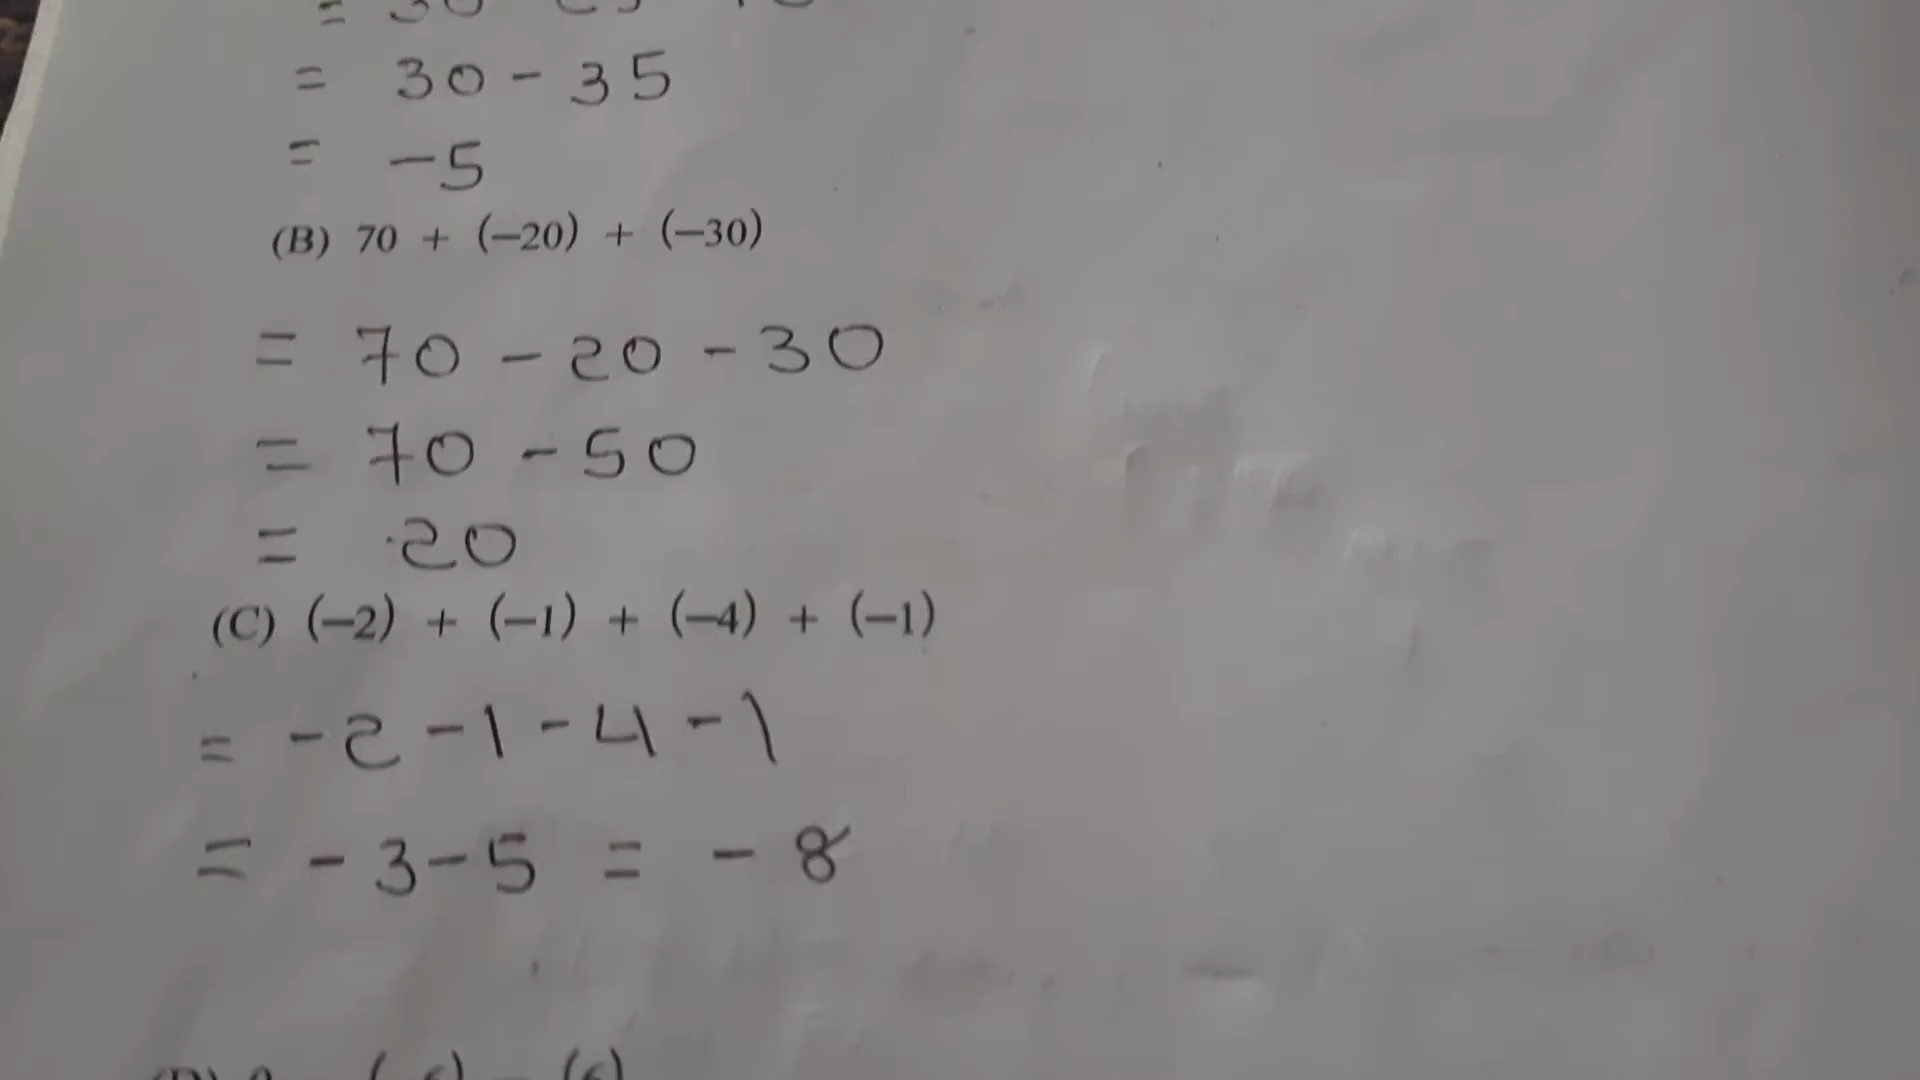 = 30 - 35
= -5
(B) 70 + (−20) + (−30)
= 70 - 20 - 30
= 70 - 50
= 20
(C) (−2) + (−1) + (−4) + (−1)
= -2 -1 -4 -1
= -3-5 = -8